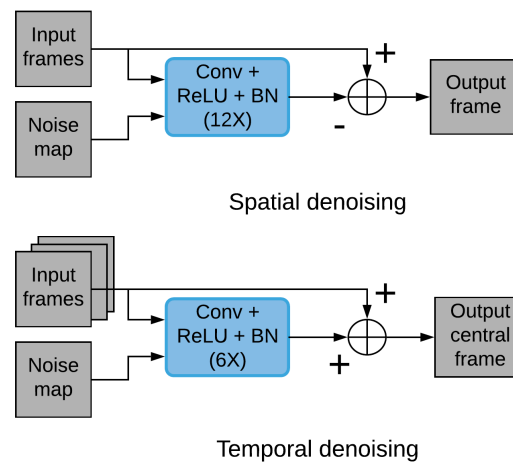 Input
frames
+
Conv +
ReLU + BN
(12X)
Output
frame
Noise
map
-
Spatial denoising
Input
frames
+
Conv +
ReLU + BN
(6X)
Output
central
frame
Noise
map
+
Temporal denoising